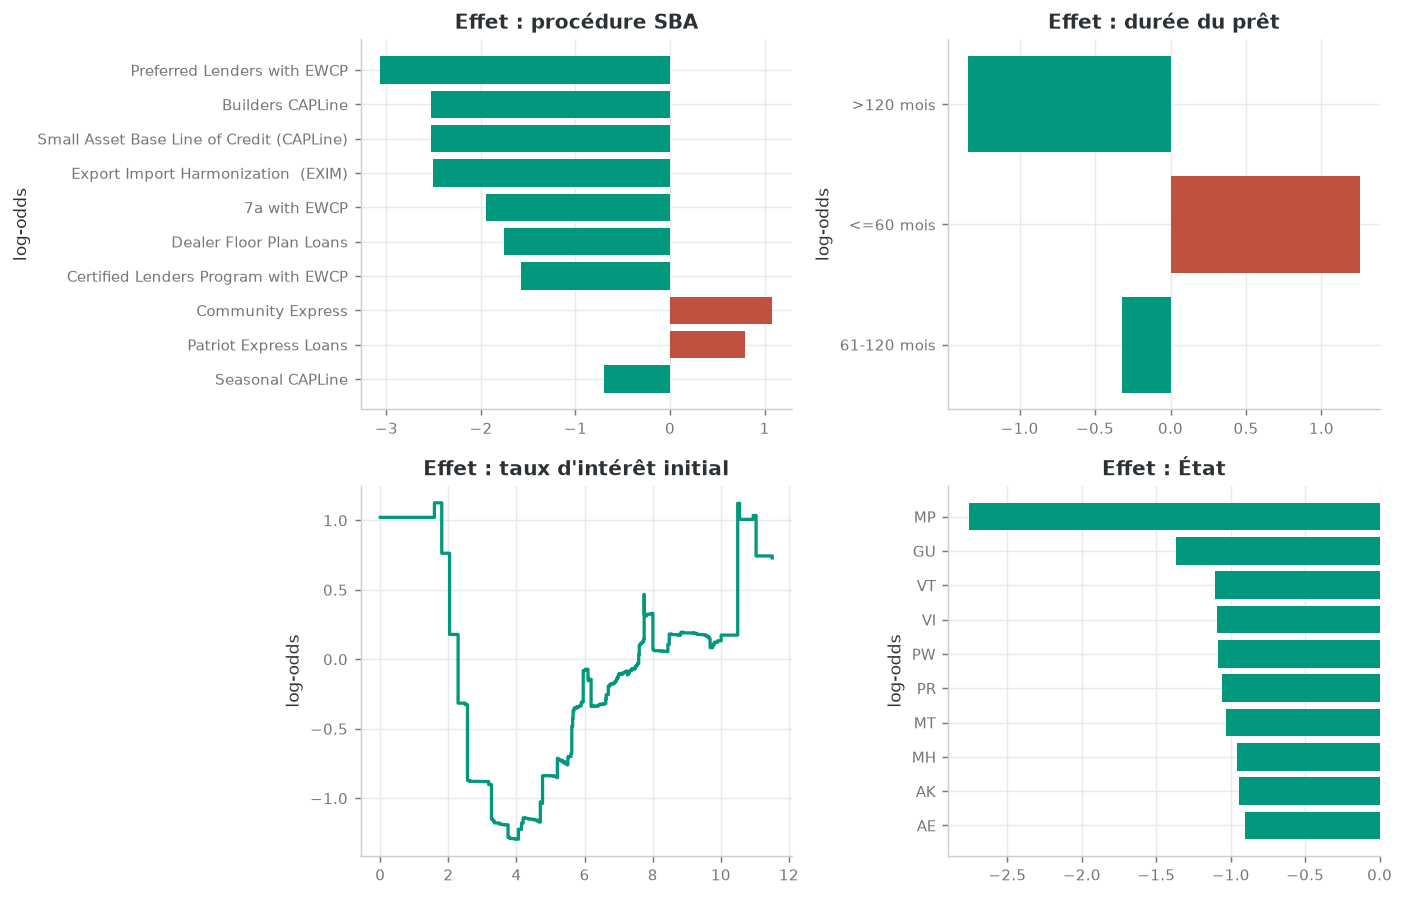 Effet : procédure SBA
log-odds
Preferred Lenders with EWCP
Builders CAPLine
Small Asset Base Line of Credit (CAPLine)
Export Import Harmonization  (EXIM)
7a with EWCP
Dealer Floor Plan Loans
Certified Lenders Program with EWCP
Community Express
Patriot Express Loans
Seasonal CAPLine
−3 −2 −1 0 1
Effet : durée du prêt
log-odds
>120 mois
<=60 mois
61-120 mois
−1.0 −0.5 0.0 0.5 1.0
Effet : taux d'intérêt initial
log-odds
1.0
0.5
0.0
−0.5
−1.0
0 2 4 6 8 10 12
Effet : État
log-odds
MP
GU
VT
VI
PW
PR
MT
MH
AK
AE
−2.5 −2.0 −1.5 −1.0 −0.5 0.0